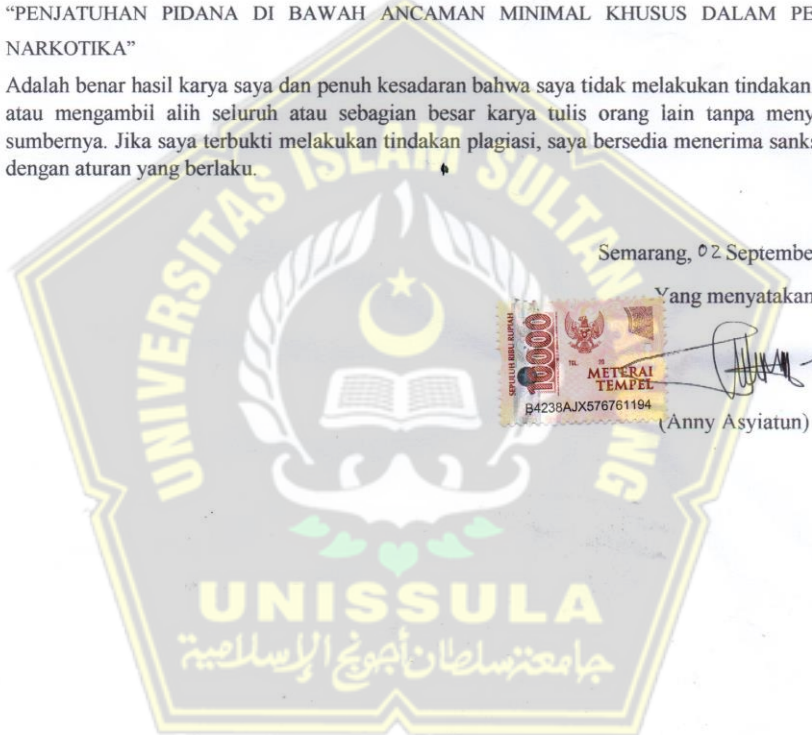 “PENJATUHAN PIDANA DI BAWAH ANCAMAN MINIMAL KHUSUS DALAM PE
NARKOTIKA”
Adalah benar hasil karya saya dan penuh kesadaran bahwa saya tidak melakukan tindakan
atau mengambil alih seluruh atau sebagian besar karya tulis orang lain tanpa meny
sumbernya. Jika saya terbukti melakukan tindakan plagiasi, saya bersedia menerima sank
dengan aturan yang berlaku.
UNIVERSITAS ISLAM SULTAN
NG
Semarang, 02 Septembe
Yang menyatakan
SEPULUH RIBU RUPIAH
10000
TGL. 20
METERAI
TEMPEL
B4238AJX576761194
(Anny Asyiatun)
UNISSULA
جامعة سلطان أجونج الإسلامية